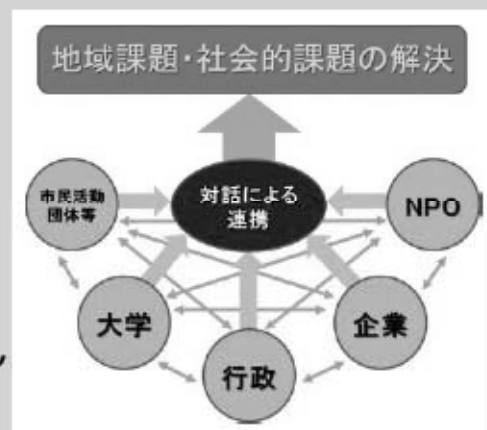 地域課題・社会的課題の解決
対話による
連携
市民活動
団体等
NPO
大学
企業
行政